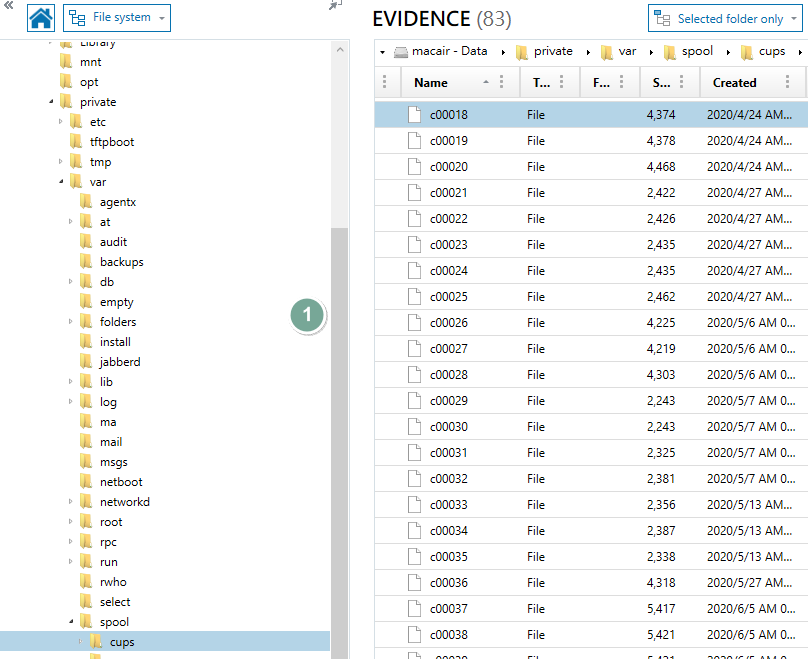 File system
Library
mnt
opt
private
etc
tftpboot
tmp
var
agentx
at
audit
backups
db
empty
folders
install
jabberd
lib
log
ma
mail
msgs
netboot
networkd
root
rpc
run
rwho
select
spool
cups
1
EVIDENCE (83)
Selected folder only
macair - Data private var spool cups
Name T... F... S... Created
c00018 File 4,374 2020/4/24 AM...
c00019 File 4,378 2020/4/24 AM...
c00020 File 4,468 2020/4/24 AM...
c00021 File 2,422 2020/4/27 AM...
c00022 File 2,426 2020/4/27 AM...
c00023 File 2,435 2020/4/27 AM...
c00024 File 2,435 2020/4/27 AM...
c00025 File 2,462 2020/4/27 AM...
c00026 File 4,225 2020/5/6 AM 0...
c00027 File 4,219 2020/5/6 AM 0...
c00028 File 4,303 2020/5/6 AM 0...
c00029 File 2,243 2020/5/7 AM 0...
c00030 File 2,243 2020/5/7 AM 0...
c00031 File 2,325 2020/5/7 AM 0...
c00032 File 2,381 2020/5/7 AM 0...
c00033 File 2,356 2020/5/13 AM...
c00034 File 2,387 2020/5/13 AM...
c00035 File 2,338 2020/5/13 AM...
c00036 File 4,318 2020/5/27 AM...
c00037 File 5,417 2020/6/5 AM 0...
c00038 File 5,421 2020/6/5 AM 0...